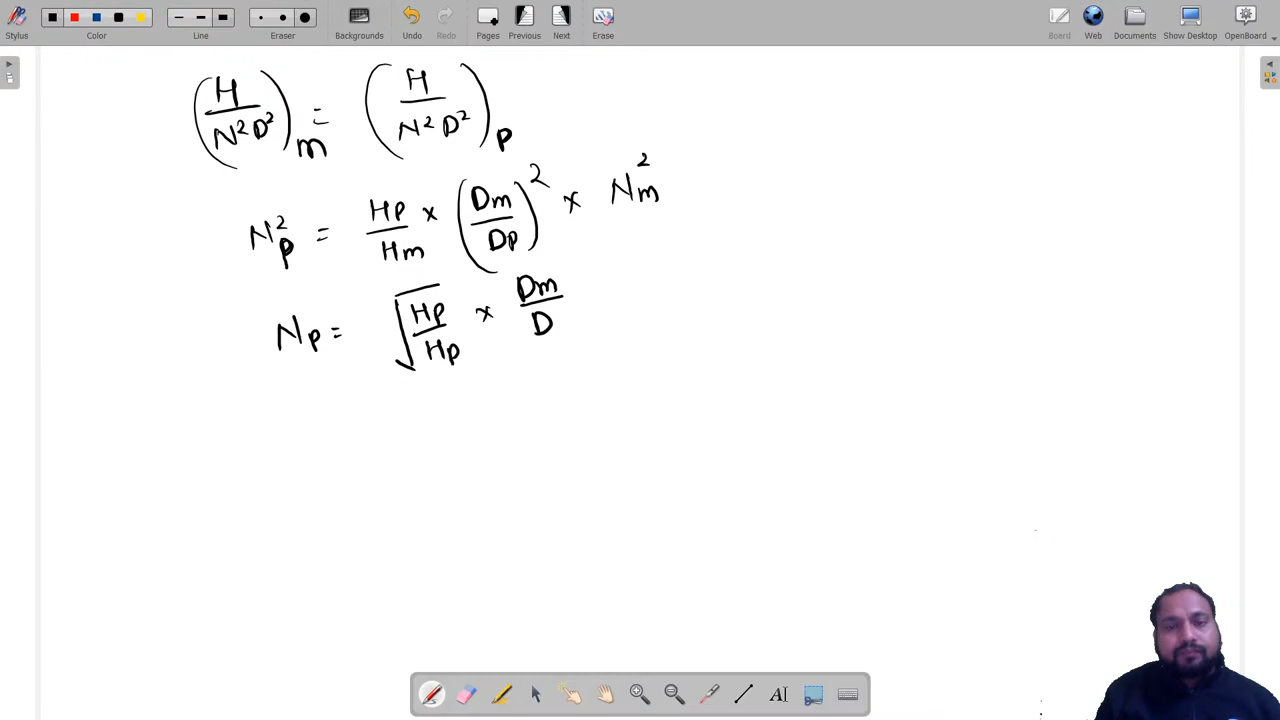 Stylus Color Line Eraser Backgrounds Undo Redo Pages Previous Next Erase Board Web Documents Show Desktop OpenBoard
(H/N²D²)m = (H/N²D²)p
N²p = Hp/Hm × (Dm/Dp)² × N²m
Np = √(Hp/Hp) × Dm/D
AI